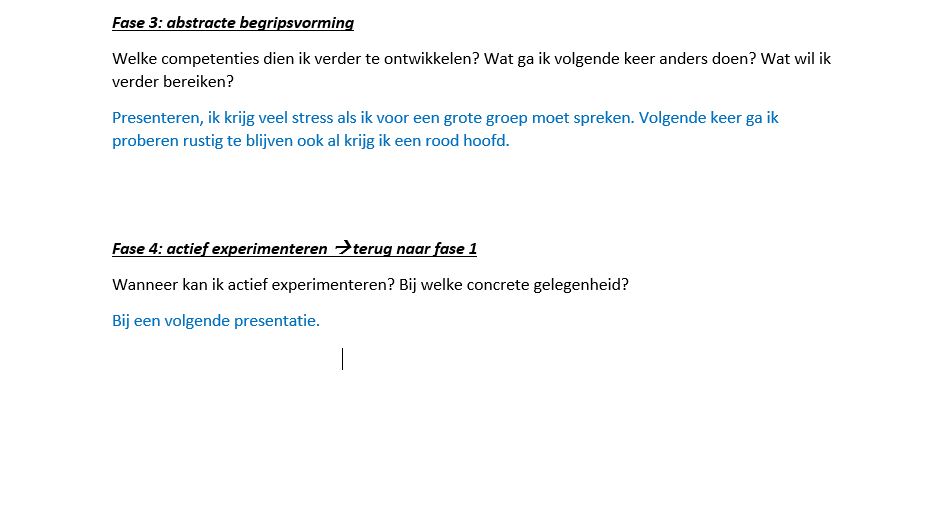 Fase 3: abstracte begripsvorming
Welke competenties dien ik verder te ontwikkelen? Wat ga ik volgende keer anders doen? Wat wil ik
verder bereiken?
Presenteren, ik krijg veel stress als ik voor een grote groep moet spreken. Volgende keer ga ik
proberen rustig te blijven ook al krijg ik een rood hoofd.
Fase 4: actief experimenteren → terug naar fase 1
Wanneer kan ik actief experimenteren? Bij welke concrete gelegenheid?
Bij een volgende presentatie.